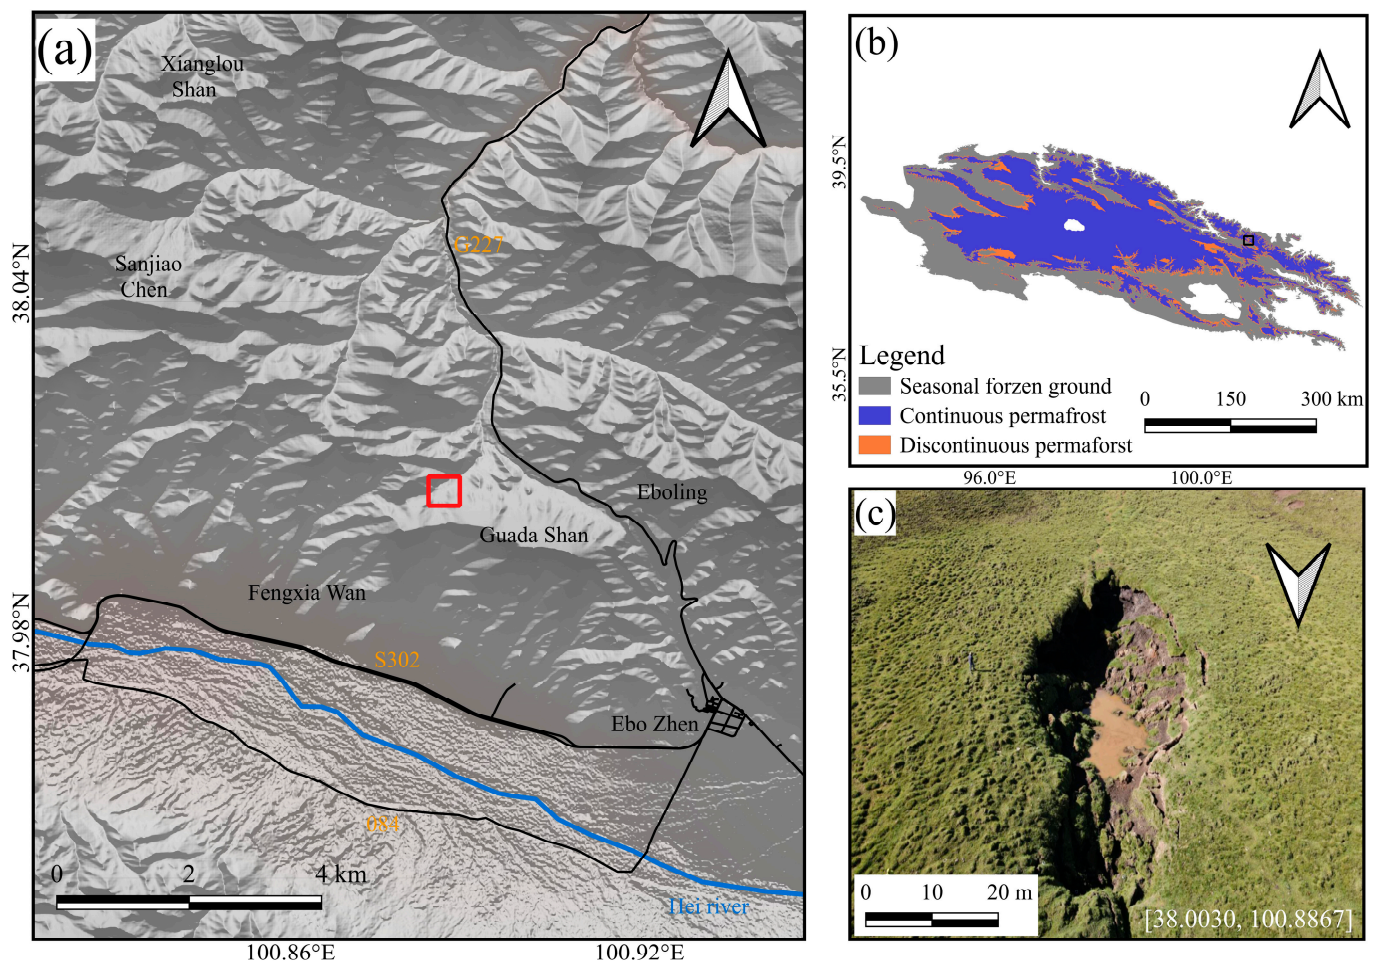 (a)
Xianglou
Shan
G227
Sanjiao
Chen
38.04°N
Eboling
Guada Shan
Fengxia Wan
37.98°N
S302
Ebo Zhen
084
0 2 4 km
Hei river
100.86°E 100.92°E
(b)
39.5°N
35.5°N
Legend
Seasonal forzen ground
Continuous permafrost
Discontinuous permaforst
0 150 300 km
96.0°E 100.0°E
(c)
0 10 20 m
[38.0030, 100.8867]